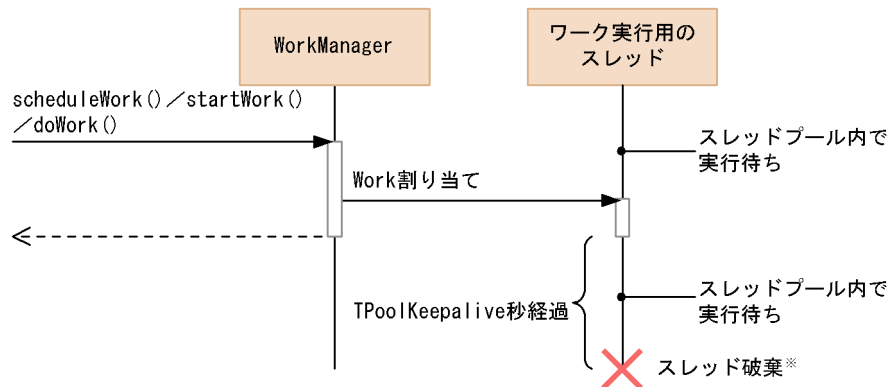 WorkManager
ワーク実行用の
スレッド
scheduleWork()／startWork()
／doWork()
スレッドプール内で
実行待ち
Work割り当て
TPoolKeepalive秒経過
スレッドプール内で
実行待ち
スレッド破棄※